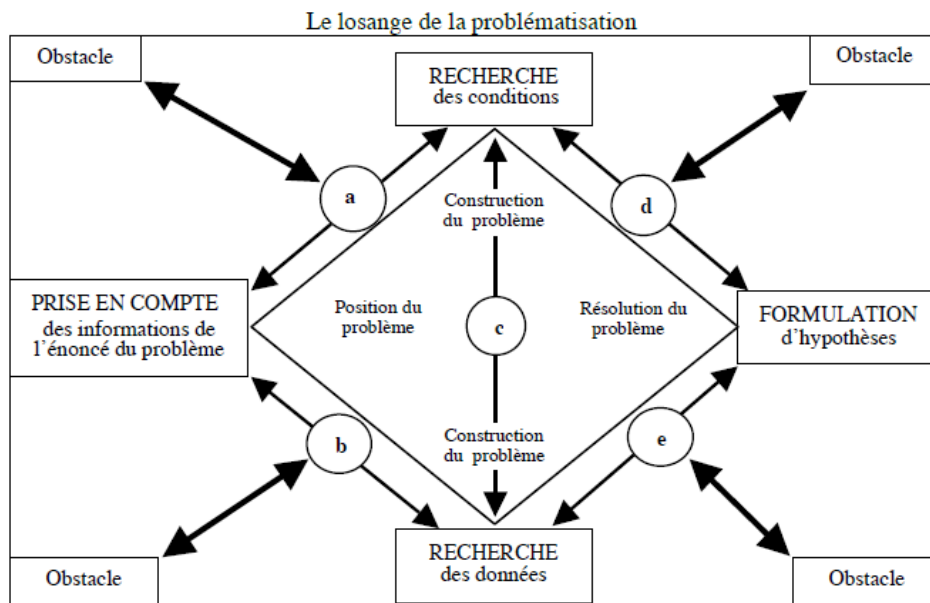 Le losange de la problématisation
Obstacle
Obstacle
RECHERCHE
des conditions
a
d
Construction
du problème
PRISE EN COMPTE
des informations de
l'énoncé du problème
Position du
problème
c
Résolution du
problème
FORMULATION
d'hypothèses
Construction
du problème
b
e
RECHERCHE
des données
Obstacle
Obstacle